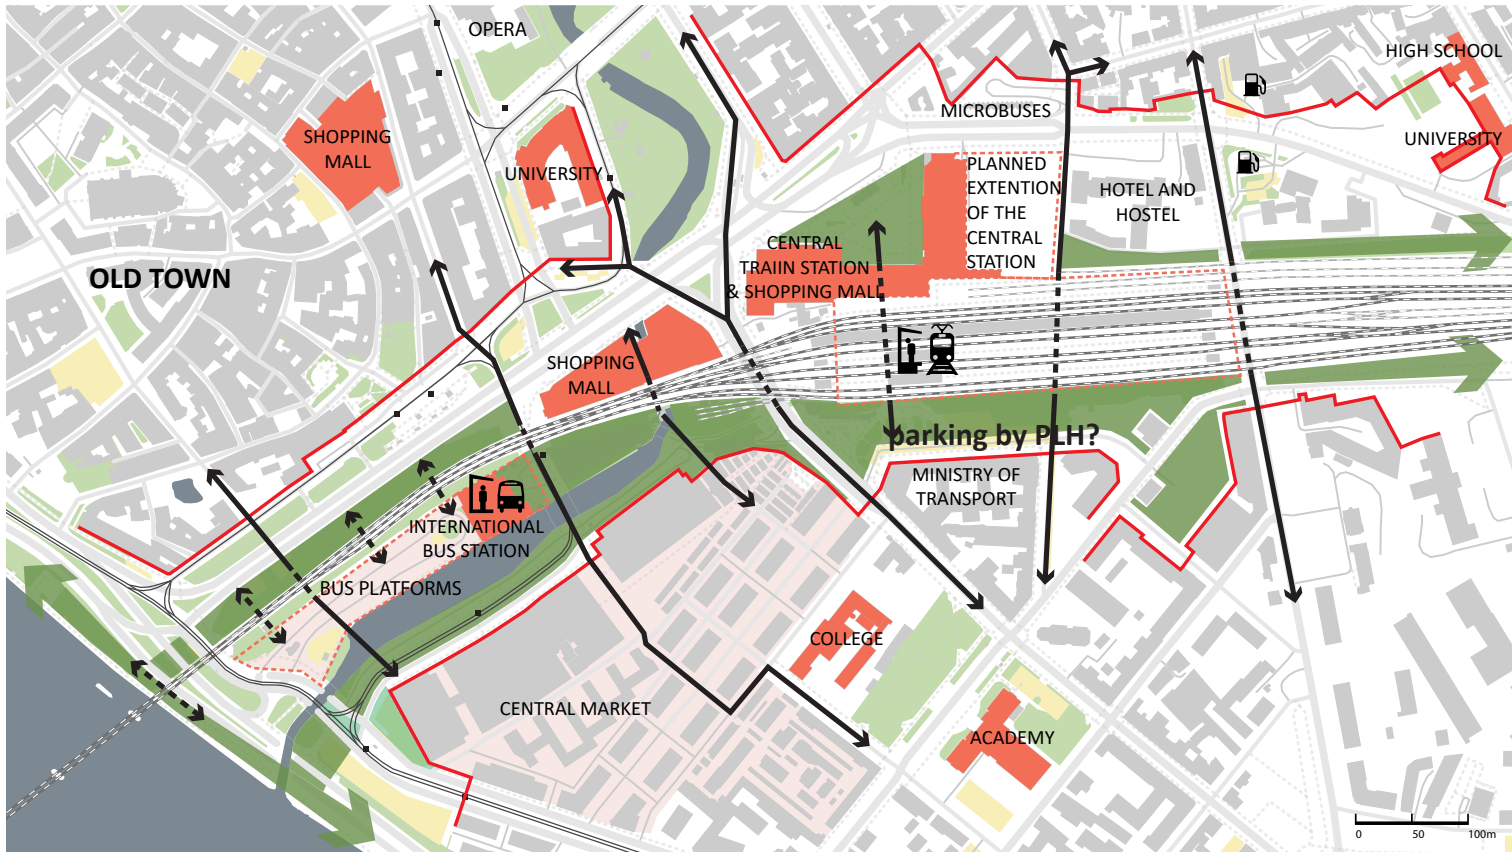 OPERA
HIGH SCHOOL
MICROBUSES
SHOPPING
MALL
UNIVERSITY
UNIVERSITY
PLANNED
EXTENTION
OF THE
CENTRAL
STATION
HOTEL AND
HOSTEL
CENTRAL
TRAIIN STATION
& SHOPPING MALL
OLD TOWN
SHOPPING
MALL
parking by PLH?
MINISTRY OF
TRANSPORT
INTERNATIONAL
BUS STATION
BUS PLATFORMS
COLLEGE
CENTRAL MARKET
ACADEMY
0 50 100m